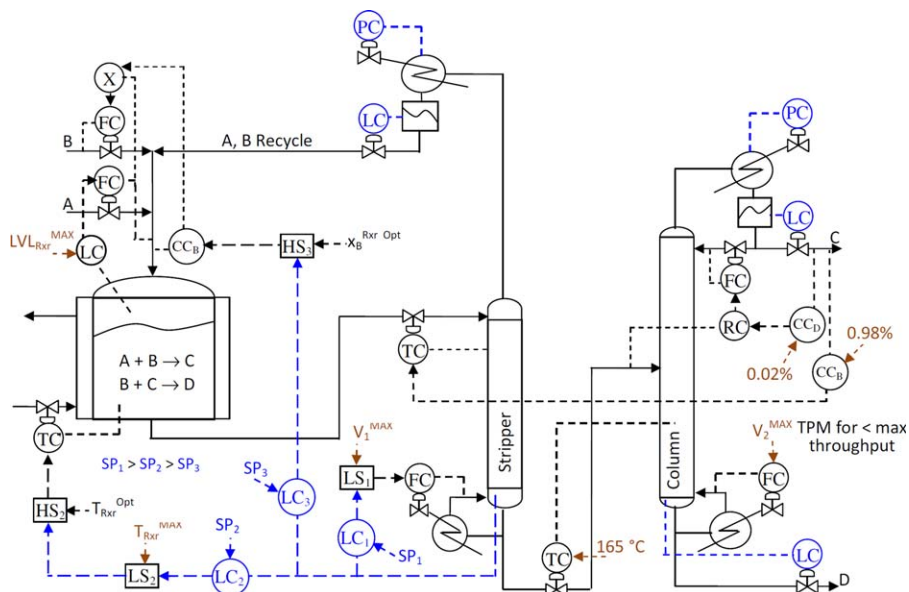 PC
X
FC
B
LC
A, B Recycle
PC
FC
A
LC
C
LVL_Rxr^MAX
LC
CC_B
HS_3
x_B^Rxr Opt
FC
RC
CC_D
0.98%
TC
0.02%
CC_B
A + B → C
B + C → D
V_1^MAX
V_2^MAX
TPM for < max
throughput
TC
SP_1 > SP_2 > SP_3
SP_3
LS_1
FC
Stripper
Column
FC
LC_3
HS_2
T_Rxr^Opt
T_Rxr^MAX
SP_2
LC_1
SP_1
TC
165 °C
LS_2
LC_2
LC
D